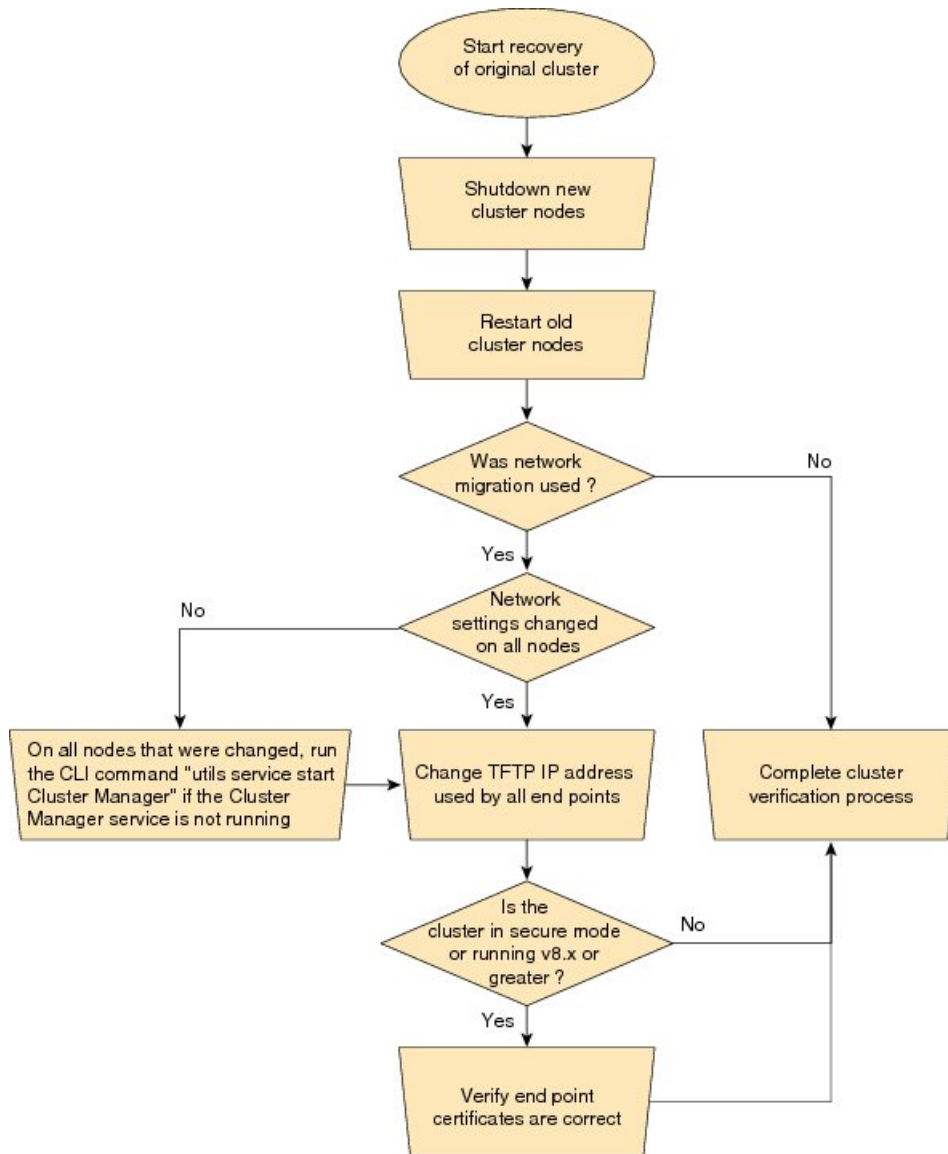 Start recovery
of original cluster
Shutdown new
cluster nodes
Restart old
cluster nodes
Was network
migration used ?
No
Yes
Network
settings changed
on all nodes
No
Yes
On all nodes that were changed, run
the CLI command "utils service start
Cluster Manager" if the Cluster
Manager service is not running
Change TFTP IP address
used by all end points
Complete cluster
verification process
Is the
cluster in secure mode
or running v8.x or
greater ?
No
Yes
Verify end point
certificates are correct